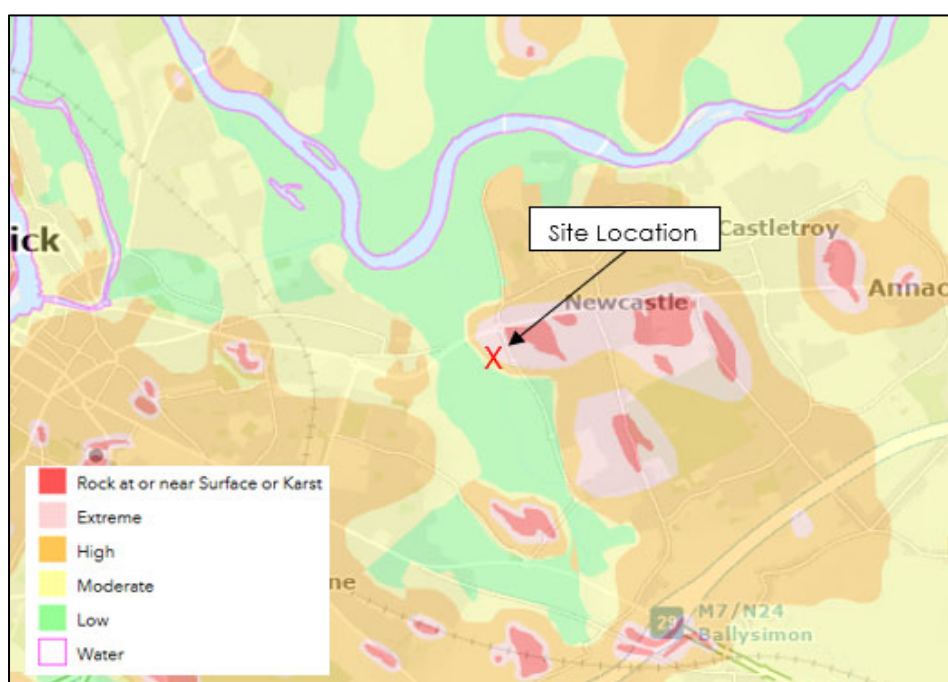 ick
Site Location
Castletroy
Newcastle
Annac
X
Rock at or near Surface or Karst
Extreme
High
Moderate
Low
Water
ne
29
M7/N24
Ballysimon